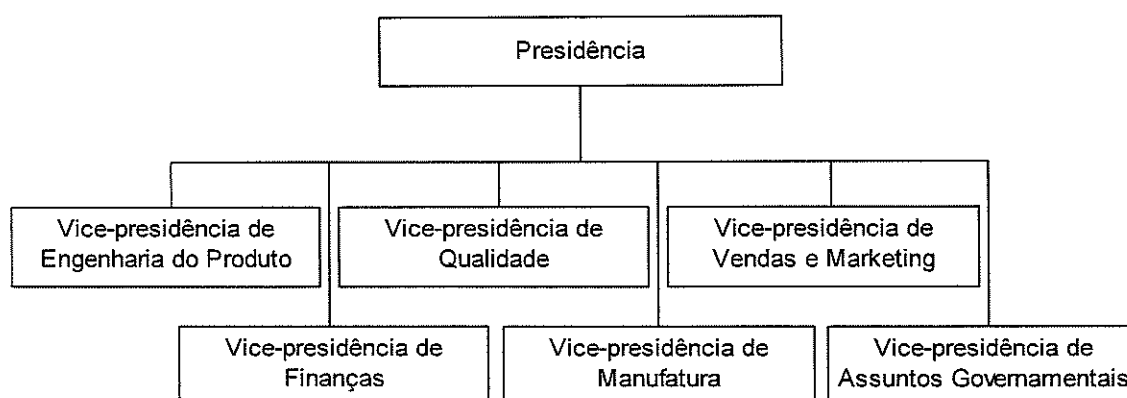 Presidência
Vice-presidência de
Engenharia do Produto
Vice-presidência de
Qualidade
Vice-presidência de
Vendas e Marketing
Vice-presidência de
Finanças
Vice-presidência de
Manufatura
Vice-presidência de
Assuntos Governamentais